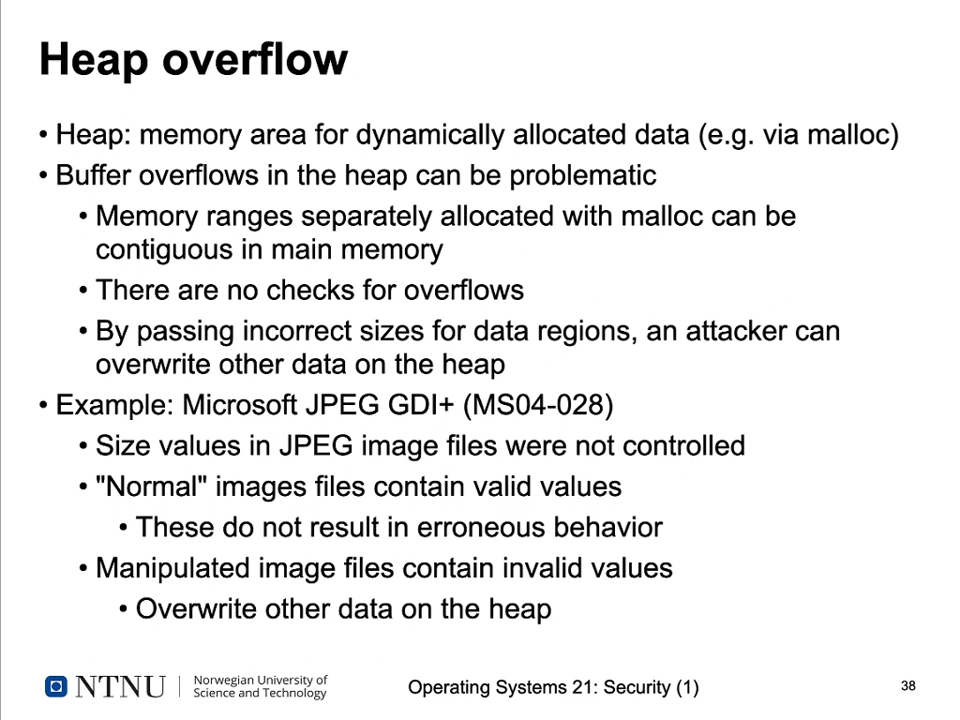 Heap overflow
• Heap: memory area for dynamically allocated data (e.g. via malloc)
• Buffer overflows in the heap can be problematic
• Memory ranges separately allocated with malloc can be
contiguous in main memory
• There are no checks for overflows
• By passing incorrect sizes for data regions, an attacker can
overwrite other data on the heap
• Example: Microsoft JPEG GDI+ (MS04-028)
• Size values in JPEG image files were not controlled
• "Normal" images files contain valid values
• These do not result in erroneous behavior
• Manipulated image files contain invalid values
• Overwrite other data on the heap
NTNU
Norwegian University of
Science and Technology
Operating Systems 21: Security (1)
38